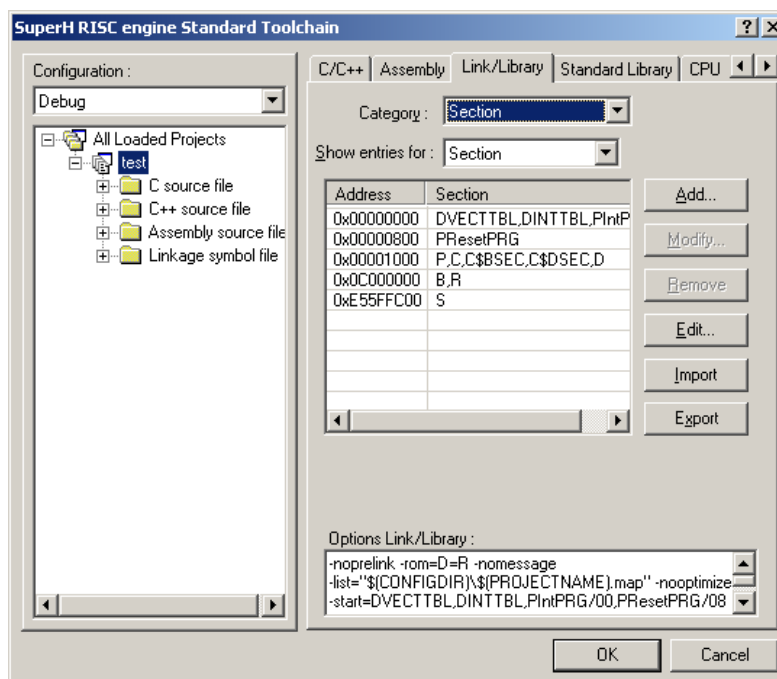 SuperH RISC engine Standard Toolchain
Configuration :
Debug
All Loaded Projects
test
C source file
C++ source file
Assembly source file
Linkage symbol file
C/C++ Assembly Link/Library Standard Library CPU
Category : Section
Show entries for : Section
Address Section
0x00000000 DVECTTBL,DINTTBL,PIntP
0x00000800 PResetPRG
0x00001000 P,C,C$BSEC,C$DSEC,D
0x0C000000 B,R
0xE55FFC00 S
Add...
Modify...
Remove
Edit...
Import
Export
Options Link/Library :
-noprelink -rom=D=R -nomessage
-list="$(CONFIGDIR)\$(PROJECTNAME).map" -nooptimize
-start=DVECTTBL,DINTTBL,PIntPRG/00,PResetPRG/08
OK Cancel